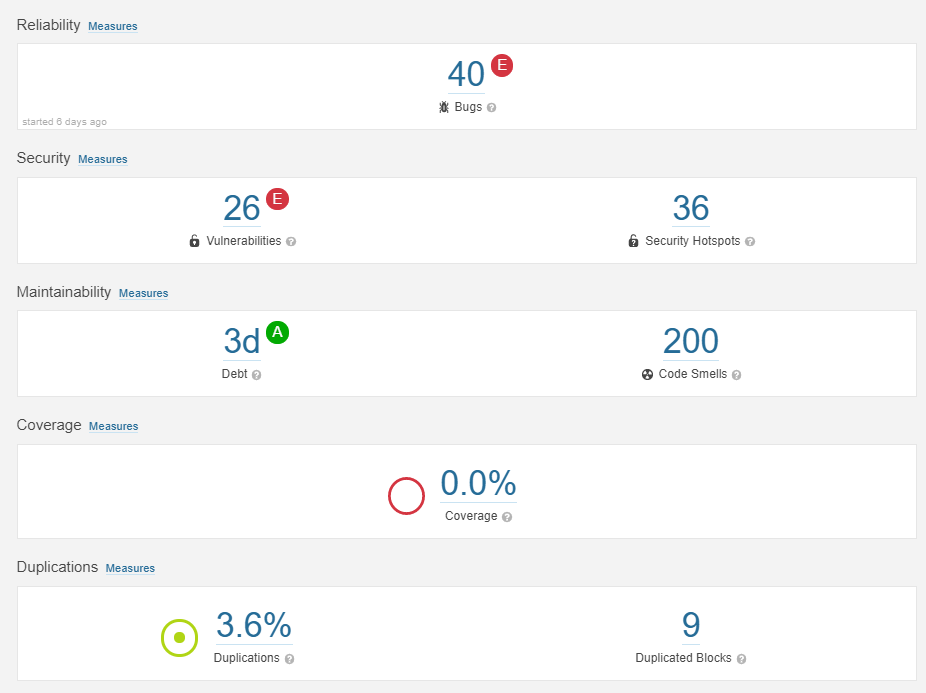 Reliability Measures
40 E
Bugs ?
started 6 days ago
Security Measures
26 E
Vulnerabilities ?
36
Security Hotspots ?
Maintainability Measures
3d A
Debt ?
200
Code Smells ?
Coverage Measures
0.0%
Coverage ?
Duplications Measures
3.6%
Duplications ?
9
Duplicated Blocks ?